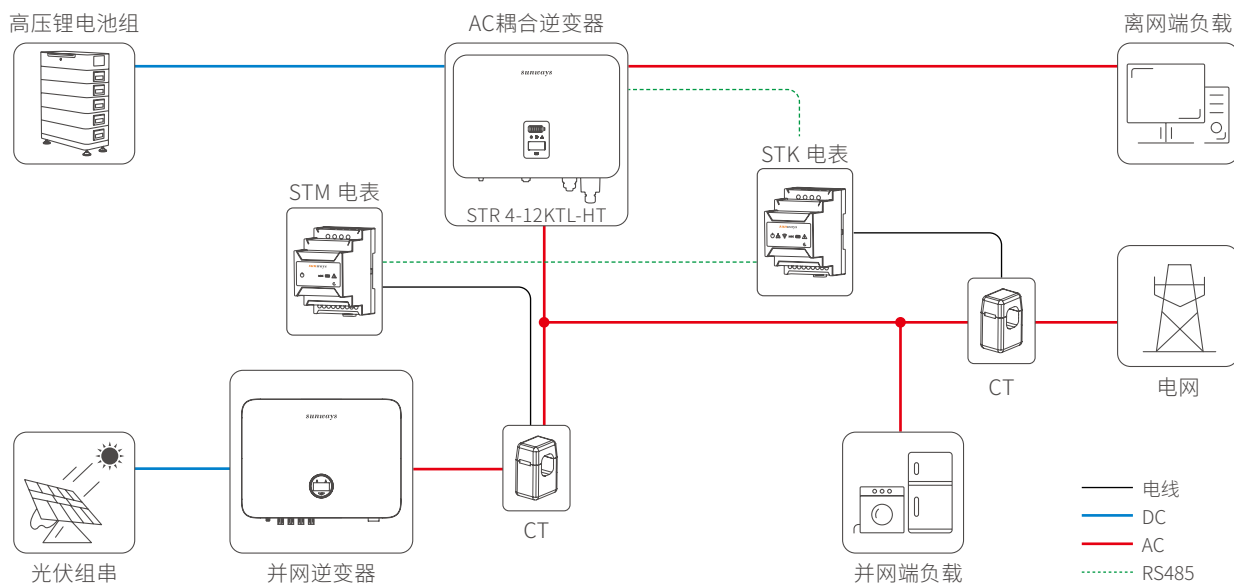 高压锂电池组
AC耦合逆变器
离网端负载
sunways
STK 电表
STM 电表
STR 4-12KTL-HT
sunways
sunways
CT
电网
sunways
CT
电线
DC
AC
RS485
光伏组串
并网逆变器
并网端负载